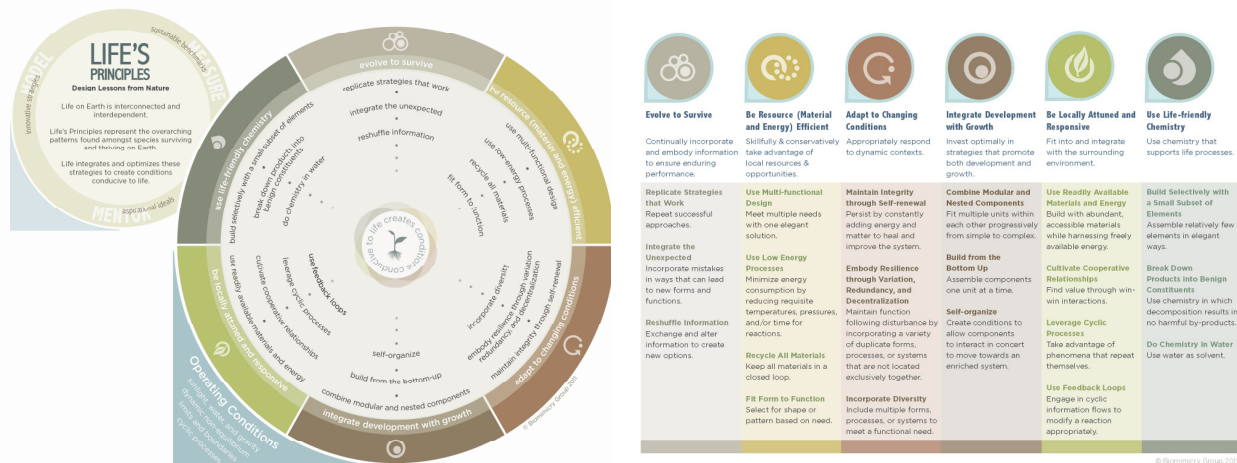 MODEL
MEASURE
MENTOR
innovative strategies
sustainable benchmarks
aspirational ideals
LIFE'S
PRINCIPLES
Design Lessons from Nature
Life on Earth is interconnected and
interdependent.
Life's Principles represent the overarching
patterns found amongst species surviving
and thriving on Earth.
Life integrates and optimizes these
strategies to create conditions
conducive to life.
evolve to survive
replicate strategies that work
integrate the unexpected
reshuffle information
be resource (material and energy) efficient
use multi-functional design
use low-energy processes
recycle all materials
fit form to function
adapt to changing conditions
incorporate diversity
embody resilience through variation
redundancy, and decentralization
maintain integrity through self-renewal
integrate development with growth
self-organize
build from the bottom-up
combine modular and nested components
be locally attuned and responsive
use feedback loops
leverage cyclic processes
cultivate cooperative relationships
use readily available materials and energy
use life-friendly chemistry
build selectively with a small subset of elements
break down products into
benign constituents
do chemistry in water
life creates conditions conducive to life
Operating Conditions
sunlight, water and gravity
dynamic non-equilibrium
limits and boundaries
cyclic processes
© Biomimicry Group 2011
Evolve to Survive
Continually incorporate
and embody information
to ensure enduring
performance.
Replicate Strategies
that Work
Repeat successful
approaches.
Integrate the
Unexpected
Incorporate mistakes
in ways that can lead
to new forms and
functions.
Reshuffle Information
Exchange and alter
information to create
new options.
Be Resource (Material
and Energy) Efficient
Skillfully & conservatively
take advantage of
local resources &
opportunities.
Use Multi-functional
Design
Meet multiple needs
with one elegant
solution.
Use Low Energy
Processes
Minimize energy
consumption by
reducing requisite
temperatures, pressures,
and/or time for
reactions.
Recycle All Materials
Keep all materials in a
closed loop.
Fit Form to Function
Select for shape or
pattern based on need.
Adapt to Changing
Conditions
Appropriately respond
to dynamic contexts.
Maintain Integrity
through Self-renewal
Persist by constantly
adding energy and
matter to heal and
improve the system.
Embody Resilience
through Variation,
Redundancy, and
Decentralization
Maintain function
following disturbance by
incorporating a variety
of duplicate forms,
processes, or systems
that are not located
exclusively together.
Incorporate Diversity
Include multiple forms,
processes, or systems to
meet a functional need.
Integrate Development
with Growth
Invest optimally in
strategies that promote
both development and
growth.
Combine Modular and
Nested Components
Fit multiple units within
each other progressively
from simple to complex.
Build from the
Bottom Up
Assemble components
one unit at a time.
Self-organize
Create conditions to
allow components
to interact in concert
to move towards an
enriched system.
Be Locally Attuned and
Responsive
Fit into and integrate
with the surrounding
environment.
Use Readily Available
Materials and Energy
Build with abundant,
accessible materials
while harnessing freely
available energy.
Cultivate Cooperative
Relationships
Find value through win-
win interactions.
Leverage Cyclic
Processes
Take advantage of
phenomena that repeat
themselves.
Use Feedback Loops
Engage in cyclic
information flows to
modify a reaction
appropriately.
Use Life-friendly
Chemistry
Use chemistry that
supports life processes.
Build Selectively with
a Small Subset of
Elements
Assemble relatively few
elements in elegant
ways.
Break Down
Products into Benign
Constituents
Use chemistry in which
decomposition results in
no harmful by-products.
Do Chemistry in Water
Use water as solvent.
© Biomimicry Group 201